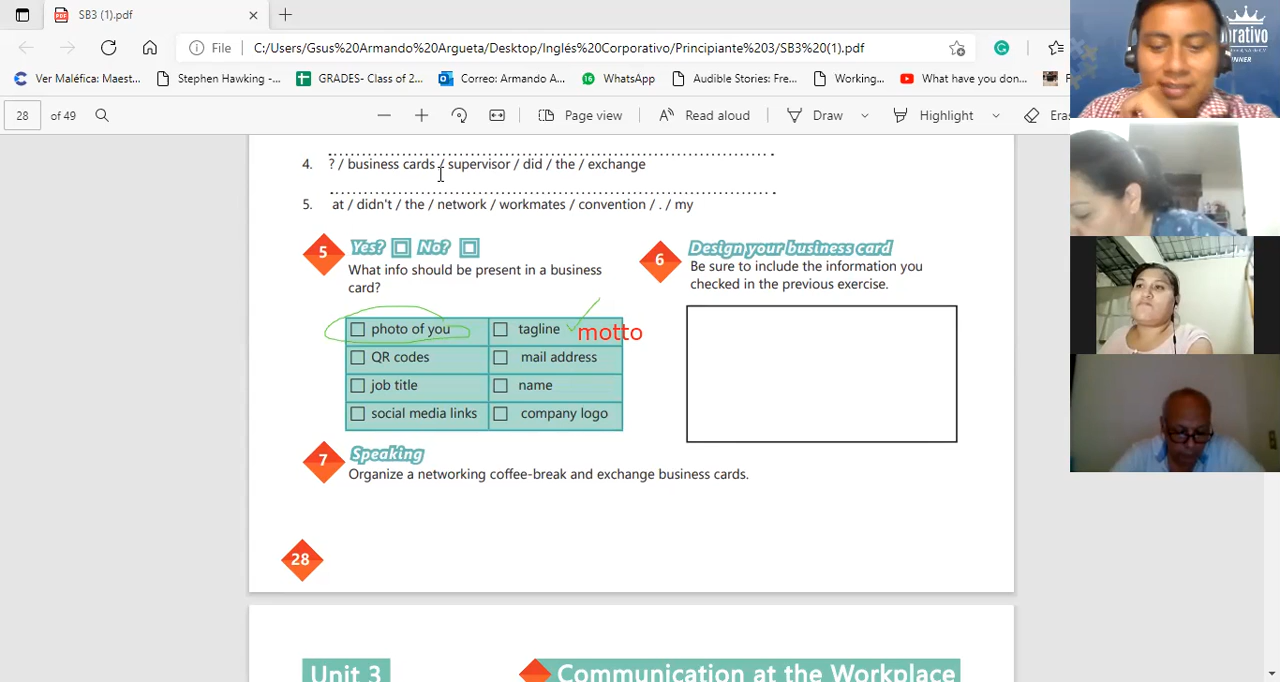 SB3 (1).pdf
File C:/Users/Gsus%20Armando%20Argueta/Desktop/Ingles%20Corporativo/Principiante%203/SB3%20(1).pdf
Ver Maléfica: Maest... Stephen Hawking -... GRADES- Class of 2... Correo: Armando A... 16 WhatsApp Audible Stories: Fre... Working... What have you don...
28 of 49 Page view Read aloud Draw Highlight Eras
4. ? / business cards / supervisor / did / the / exchange
5. at / didn't / the / network / workmates / convention / . / my
5 Yes? No?
What info should be present in a business
card?
photo of you tagline motto
QR codes mail address
job title name
social media links company logo
6 Design your business card
Be sure to include the information you
checked in the previous exercise.
7 Speaking
Organize a networking coffee-break and exchange business cards.
28
Unit 3 Communication at the Workplace